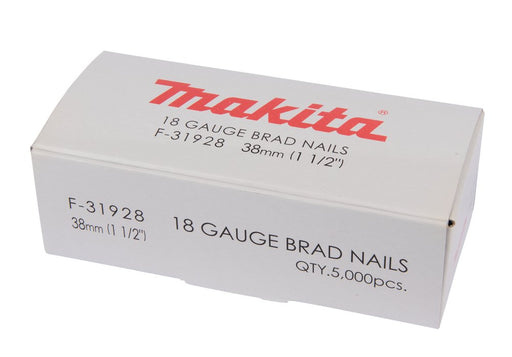 makita®
18 GAUGE BRAD NAILS
F-31928 38mm (1 1/2")
F-31928
38mm (1 1/2")
18 GAUGE BRAD NAILS
QTY.5,000pcs.